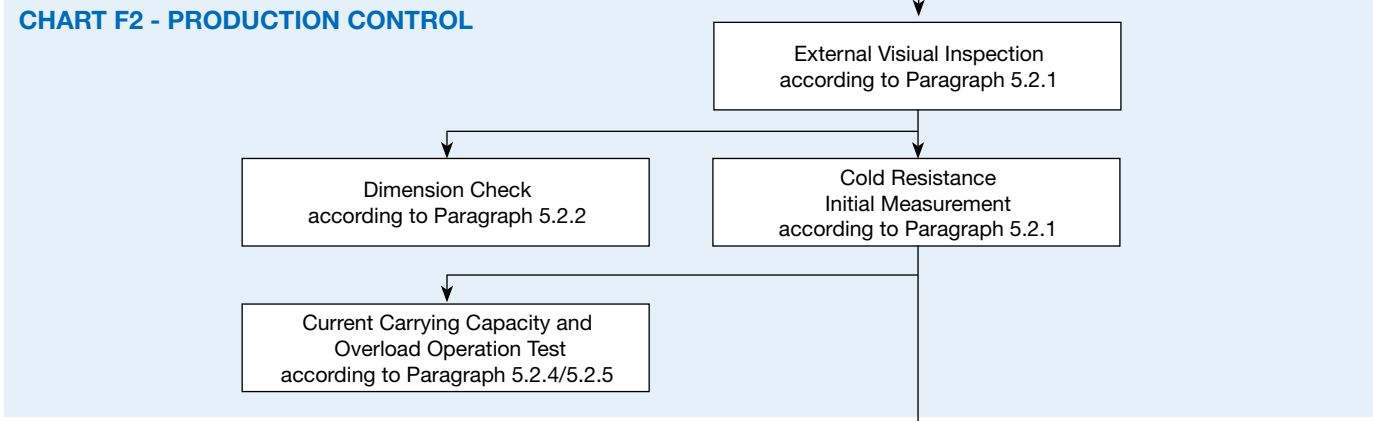 CHART F2 - PRODUCTION CONTROL
External Visiual Inspection
according to Paragraph 5.2.1
Dimension Check
according to Paragraph 5.2.2
Cold Resistance
Initial Measurement
according to Paragraph 5.2.1
Current Carrying Capacity and
Overload Operation Test
according to Paragraph 5.2.4/5.2.5